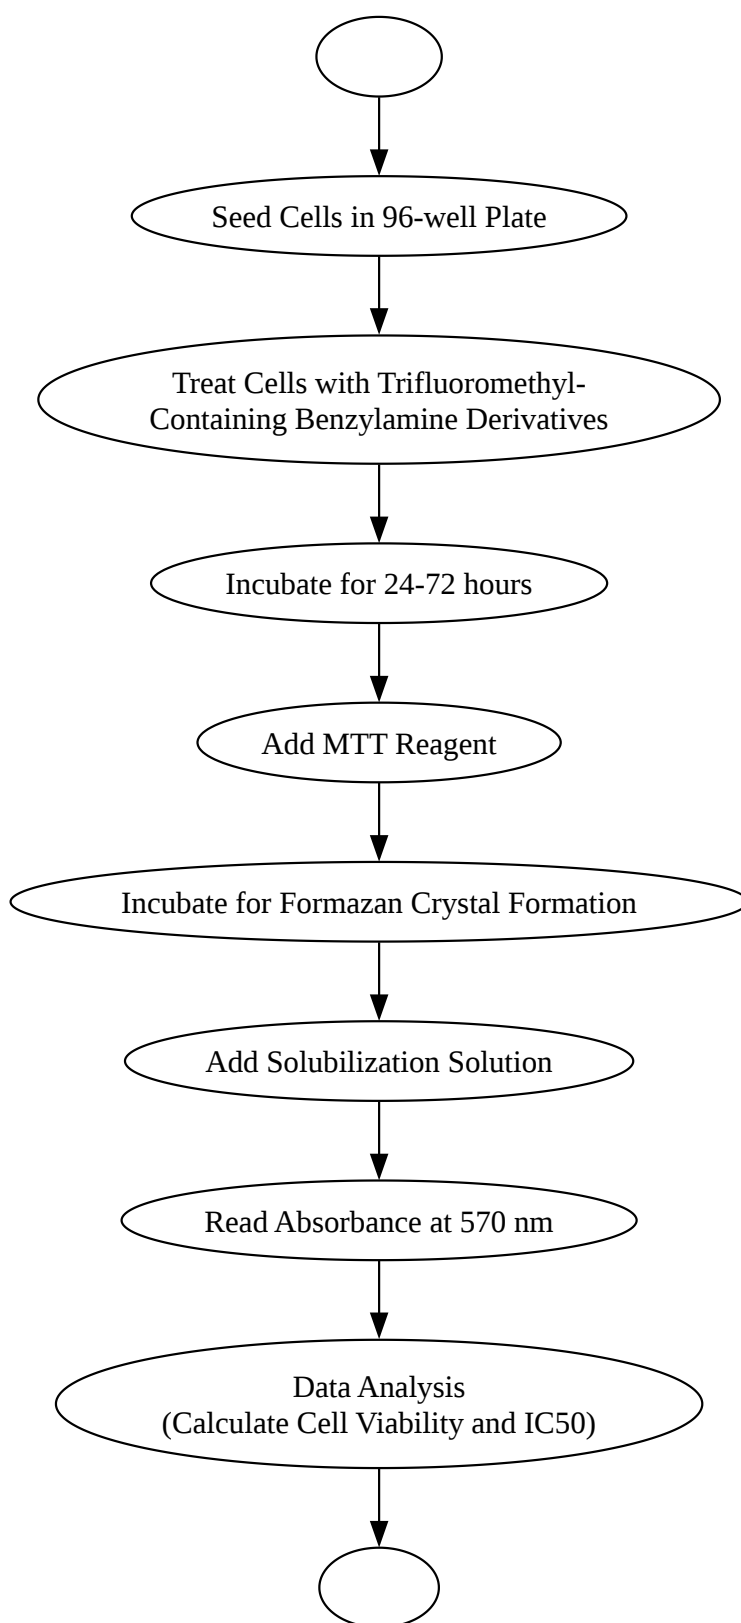 Seed Cells in 96-well Plate
Treat Cells with Trifluoromethyl-
Containing Benzylamine Derivatives
Incubate for 24-72 hours
Add MTT Reagent
Incubate for Formazan Crystal Formation
Add Solubilization Solution
Read Absorbance at 570 nm
Data Analysis
(Calculate Cell Viability and IC50)